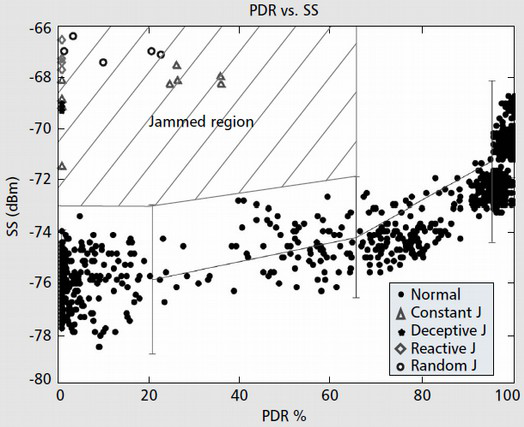 PDR vs. SS
-66
-68
-70
-72
-74
-76
-78
-80
SS (dBm)
Jammed region
Normal
Constant J
Deceptive J
Reactive J
Random J
0
20
40
60
80
100
PDR %